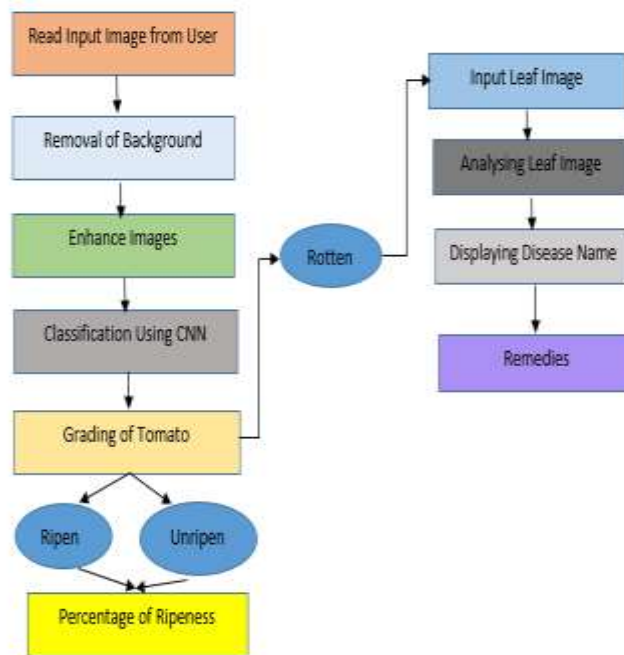 Read Input Image from User
Removal of Background
Enhance Images
Classification Using CNN
Grading of Tomato
Ripen
Unripen
Percentage of Ripeness
Rotten
Input Leaf Image
Analysing Leaf Image
Displaying Disease Name
Remedies